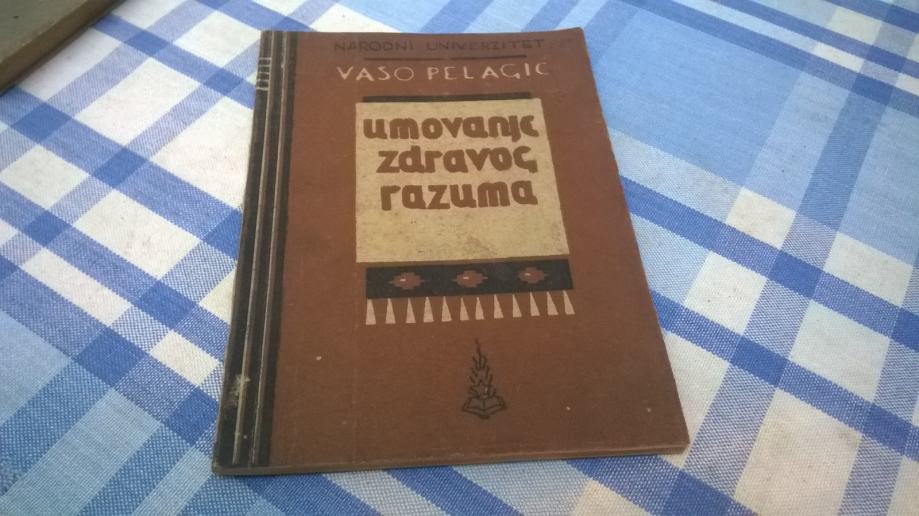 NARODNI UNIVERZITET
VASO PELAGIĆ
umovanje
zdravog
razuma